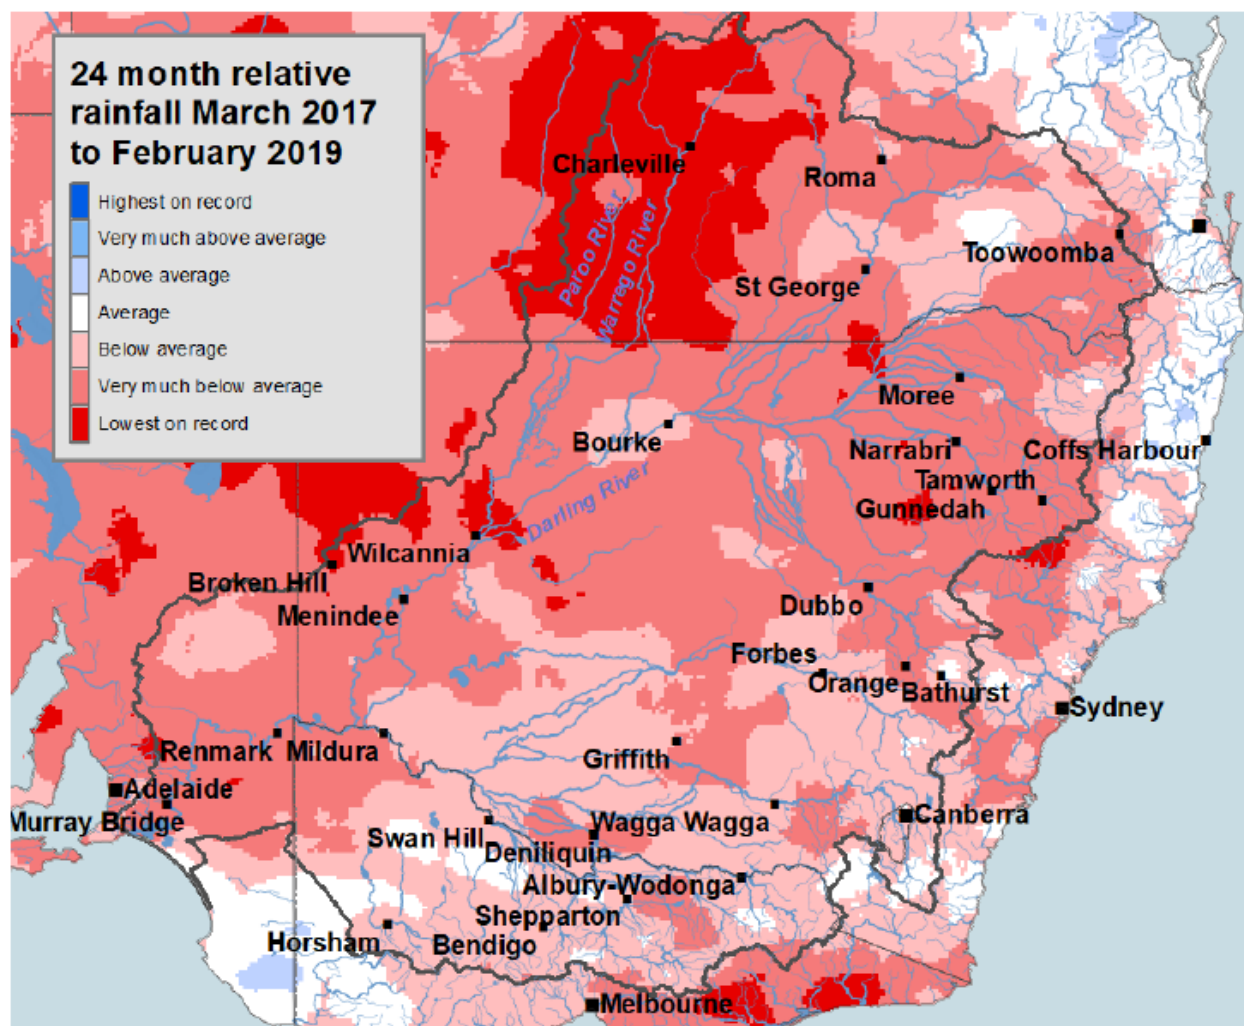 24 month relative
rainfall March 2017
to February 2019
Highest on record
Very much above average
Above average
Average
Below average
Very much below average
Lowest on record
Charleville
Roma
Paroo River
Warrego River
Toowoomba
St George
Moree
Bourke
Narrabri
Coffs Harbour
Tamworth
Gunnedah
Darling River
Wilcannia
Broken Hill
Menindee
Dubbo
Forbes
Orange
Bathurst
Sydney
Renmark
Mildura
Griffith
Adelaide
Murray Bridge
Wagga Wagga
Canberra
Swan Hill
Deniliquin
Albury-Wodonga
Shepparton
Horsham
Bendigo
Melbourne